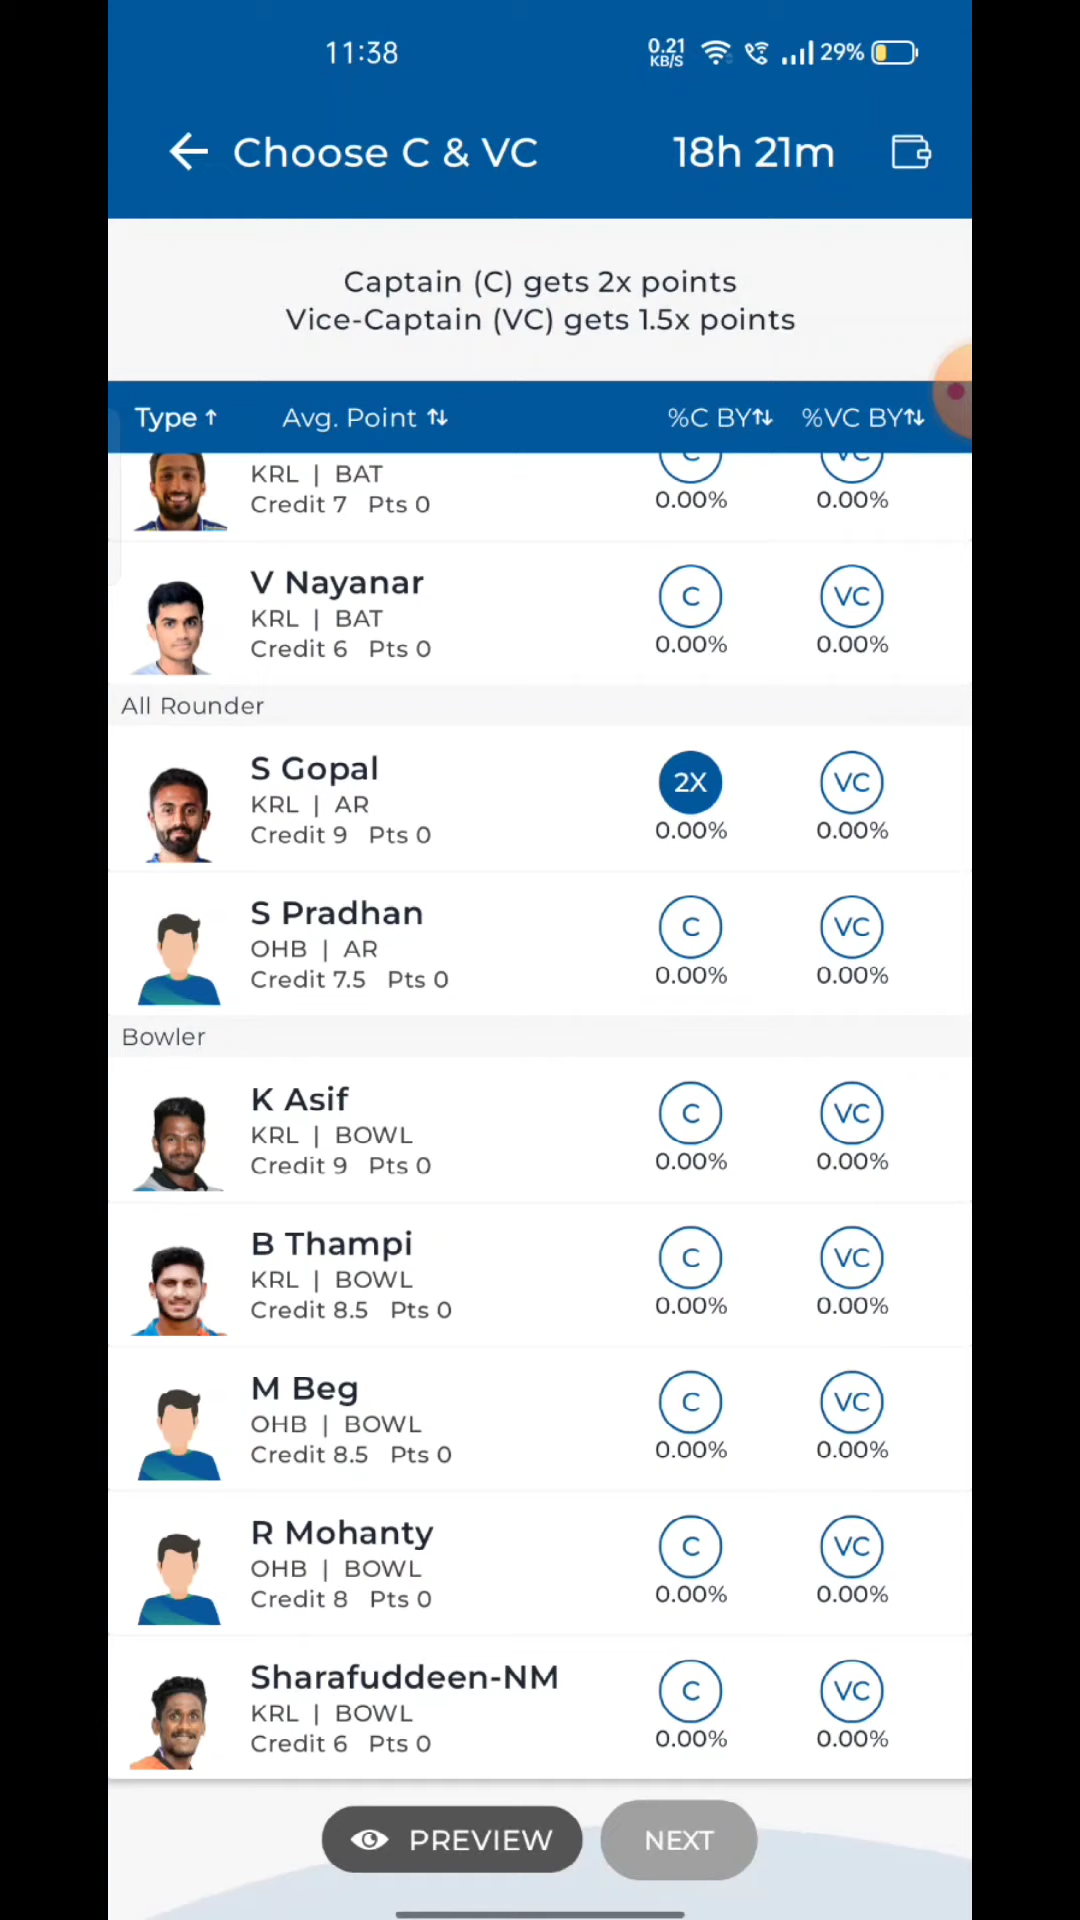 11:38
0.21
KB/S
29%
Choose C & VC
18h 21m
Captain (C) gets 2x points
Vice-Captain (VC) gets 1.5x points
Type ↑ Avg. Point ↑↓ %C BY↑↓ %VC BY↑↓
C VC
KRL | BAT
Credit 7 Pts 0 0.00% 0.00%
V Nayanar
KRL | BAT C VC
Credit 6 Pts 0 0.00% 0.00%
All Rounder
S Gopal
KRL | AR 2X VC
Credit 9 Pts 0 0.00% 0.00%
S Pradhan
OHB | AR C VC
Credit 7.5 Pts 0 0.00% 0.00%
Bowler
K Asif
KRL | BOWL C VC
Credit 9 Pts 0 0.00% 0.00%
B Thampi
KRL | BOWL C VC
Credit 8.5 Pts 0 0.00% 0.00%
M Beg
OHB | BOWL C VC
Credit 8.5 Pts 0 0.00% 0.00%
R Mohanty
OHB | BOWL C VC
Credit 8 Pts 0 0.00% 0.00%
Sharafuddeen-NM
KRL | BOWL C VC
Credit 6 Pts 0 0.00% 0.00%
PREVIEW
NEXT